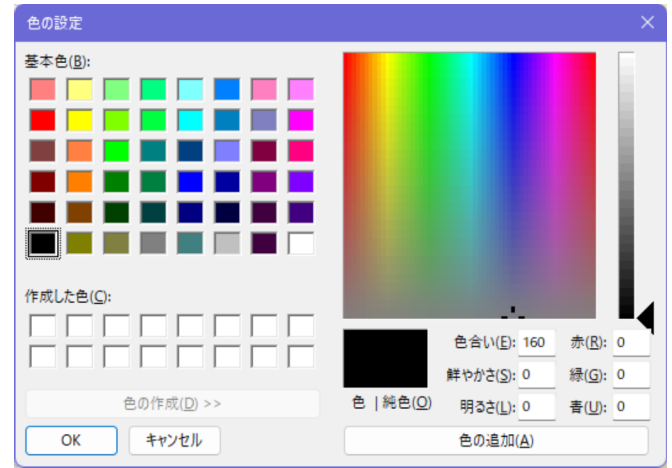 色の設定
基本色(B):
作成した色(C):
色の作成(D) >>
OK
キャンセル
色 |純色(O)
色合い(E): 160
鮮やかさ(S): 0
明るさ(L): 0
赤(R): 0
緑(G): 0
青(U): 0
色の追加(A)